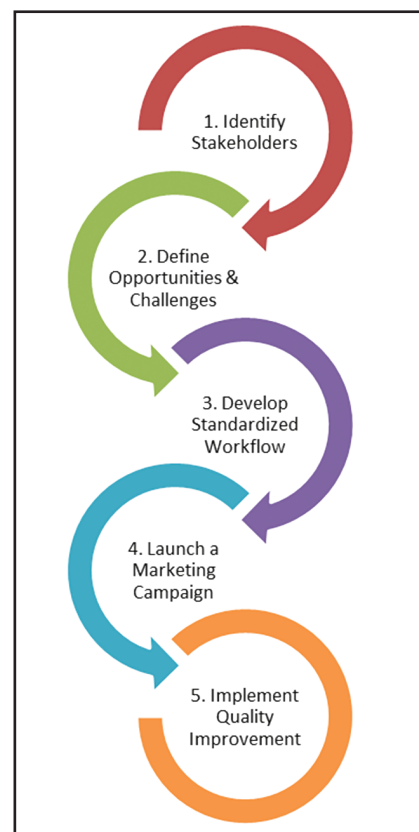 1. Identify
Stakeholders
2. Define
Opportunities &
Challenges
3. Develop
Standardized
Workflow
4. Launch a
Marketing
Campaign
5. Implement
Quality
Improvement